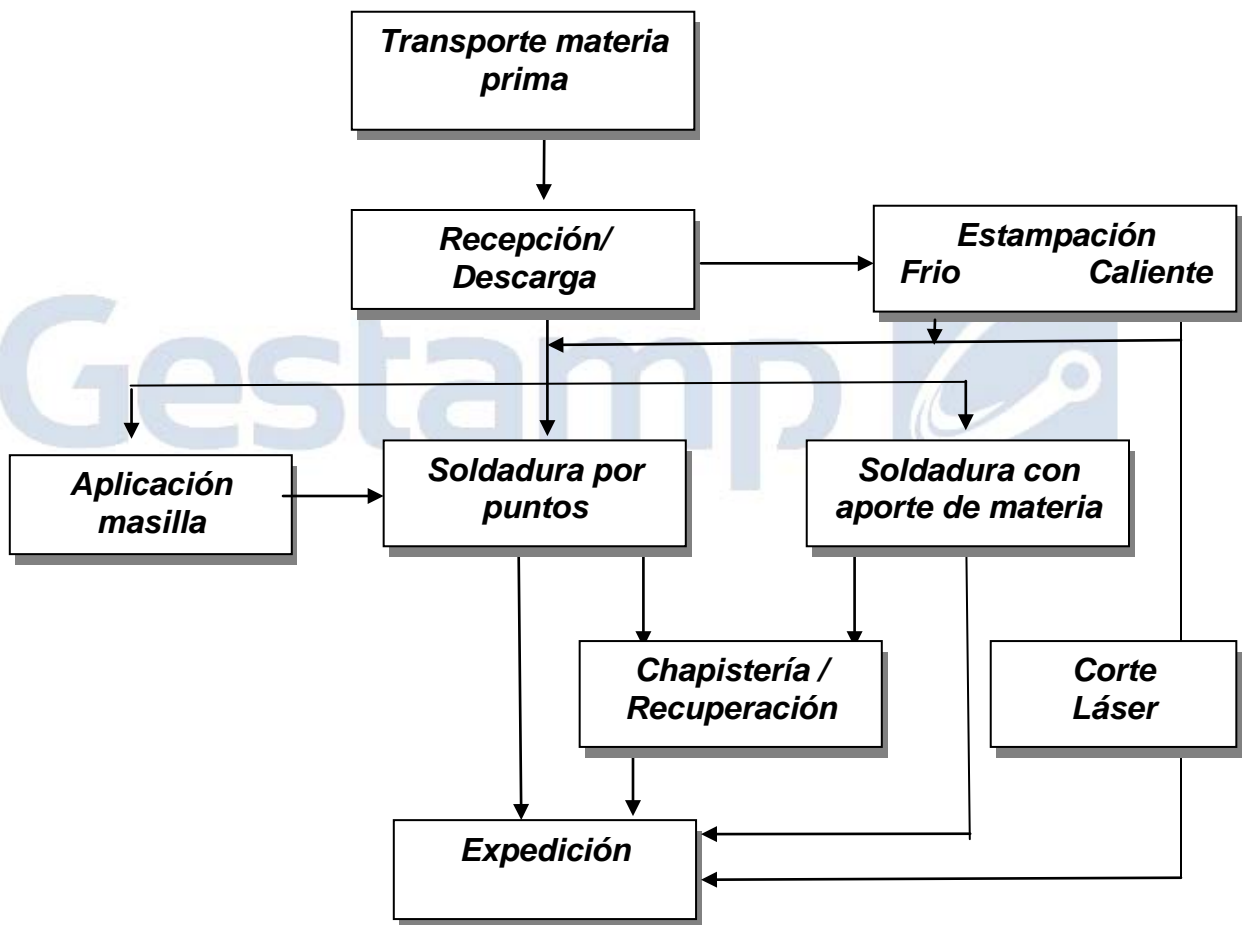 Transporte materia
prima
Recepción/
Descarga
Estampación
Frio Caliente
Gestamp
Aplicación
masilla
Soldadura por
puntos
Soldadura con
aporte de materia
Chapistería /
Recuperación
Corte
Láser
Expedición